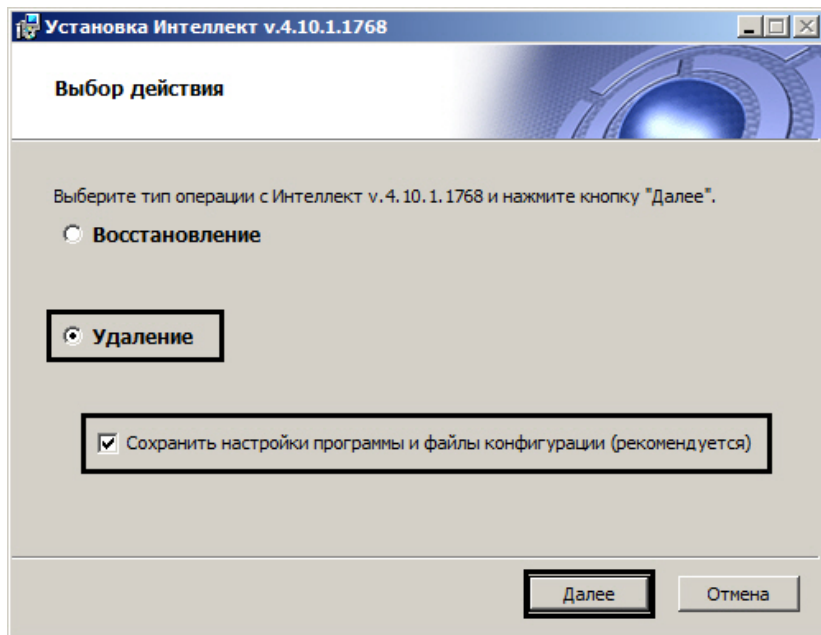 Установка Интеллект v.4.10.1.1768
Выбор действия
Выберите тип операции с Интеллект v.4.10.1.1768 и нажмите кнопку "Далее".
Восстановление
Удаление
Сохранить настройки программы и файлы конфигурации (рекомендуется)
Далее
Отмена